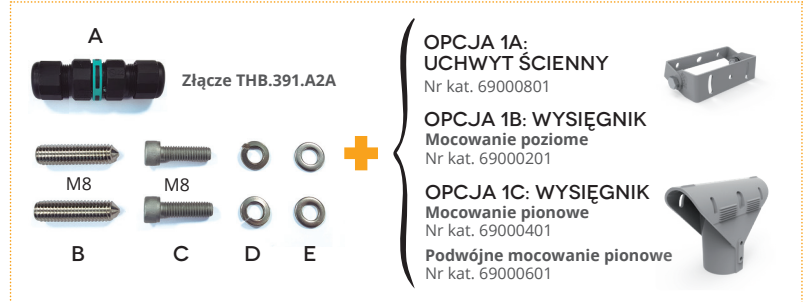 A
Złącze THB.391.A2A
M8
M8
B
C
D
E
OPCJA 1A:
UCHWYT ŚCIENNY
Nr kat. 69000801
OPCJA 1B: WYSIĘGNIK
Mocowanie poziome
Nr kat. 69000201
OPCJA 1C: WYSIĘGNIK
Mocowanie pionowe
Nr kat. 69000401
Podwójne mocowanie pionowe
Nr kat. 69000601